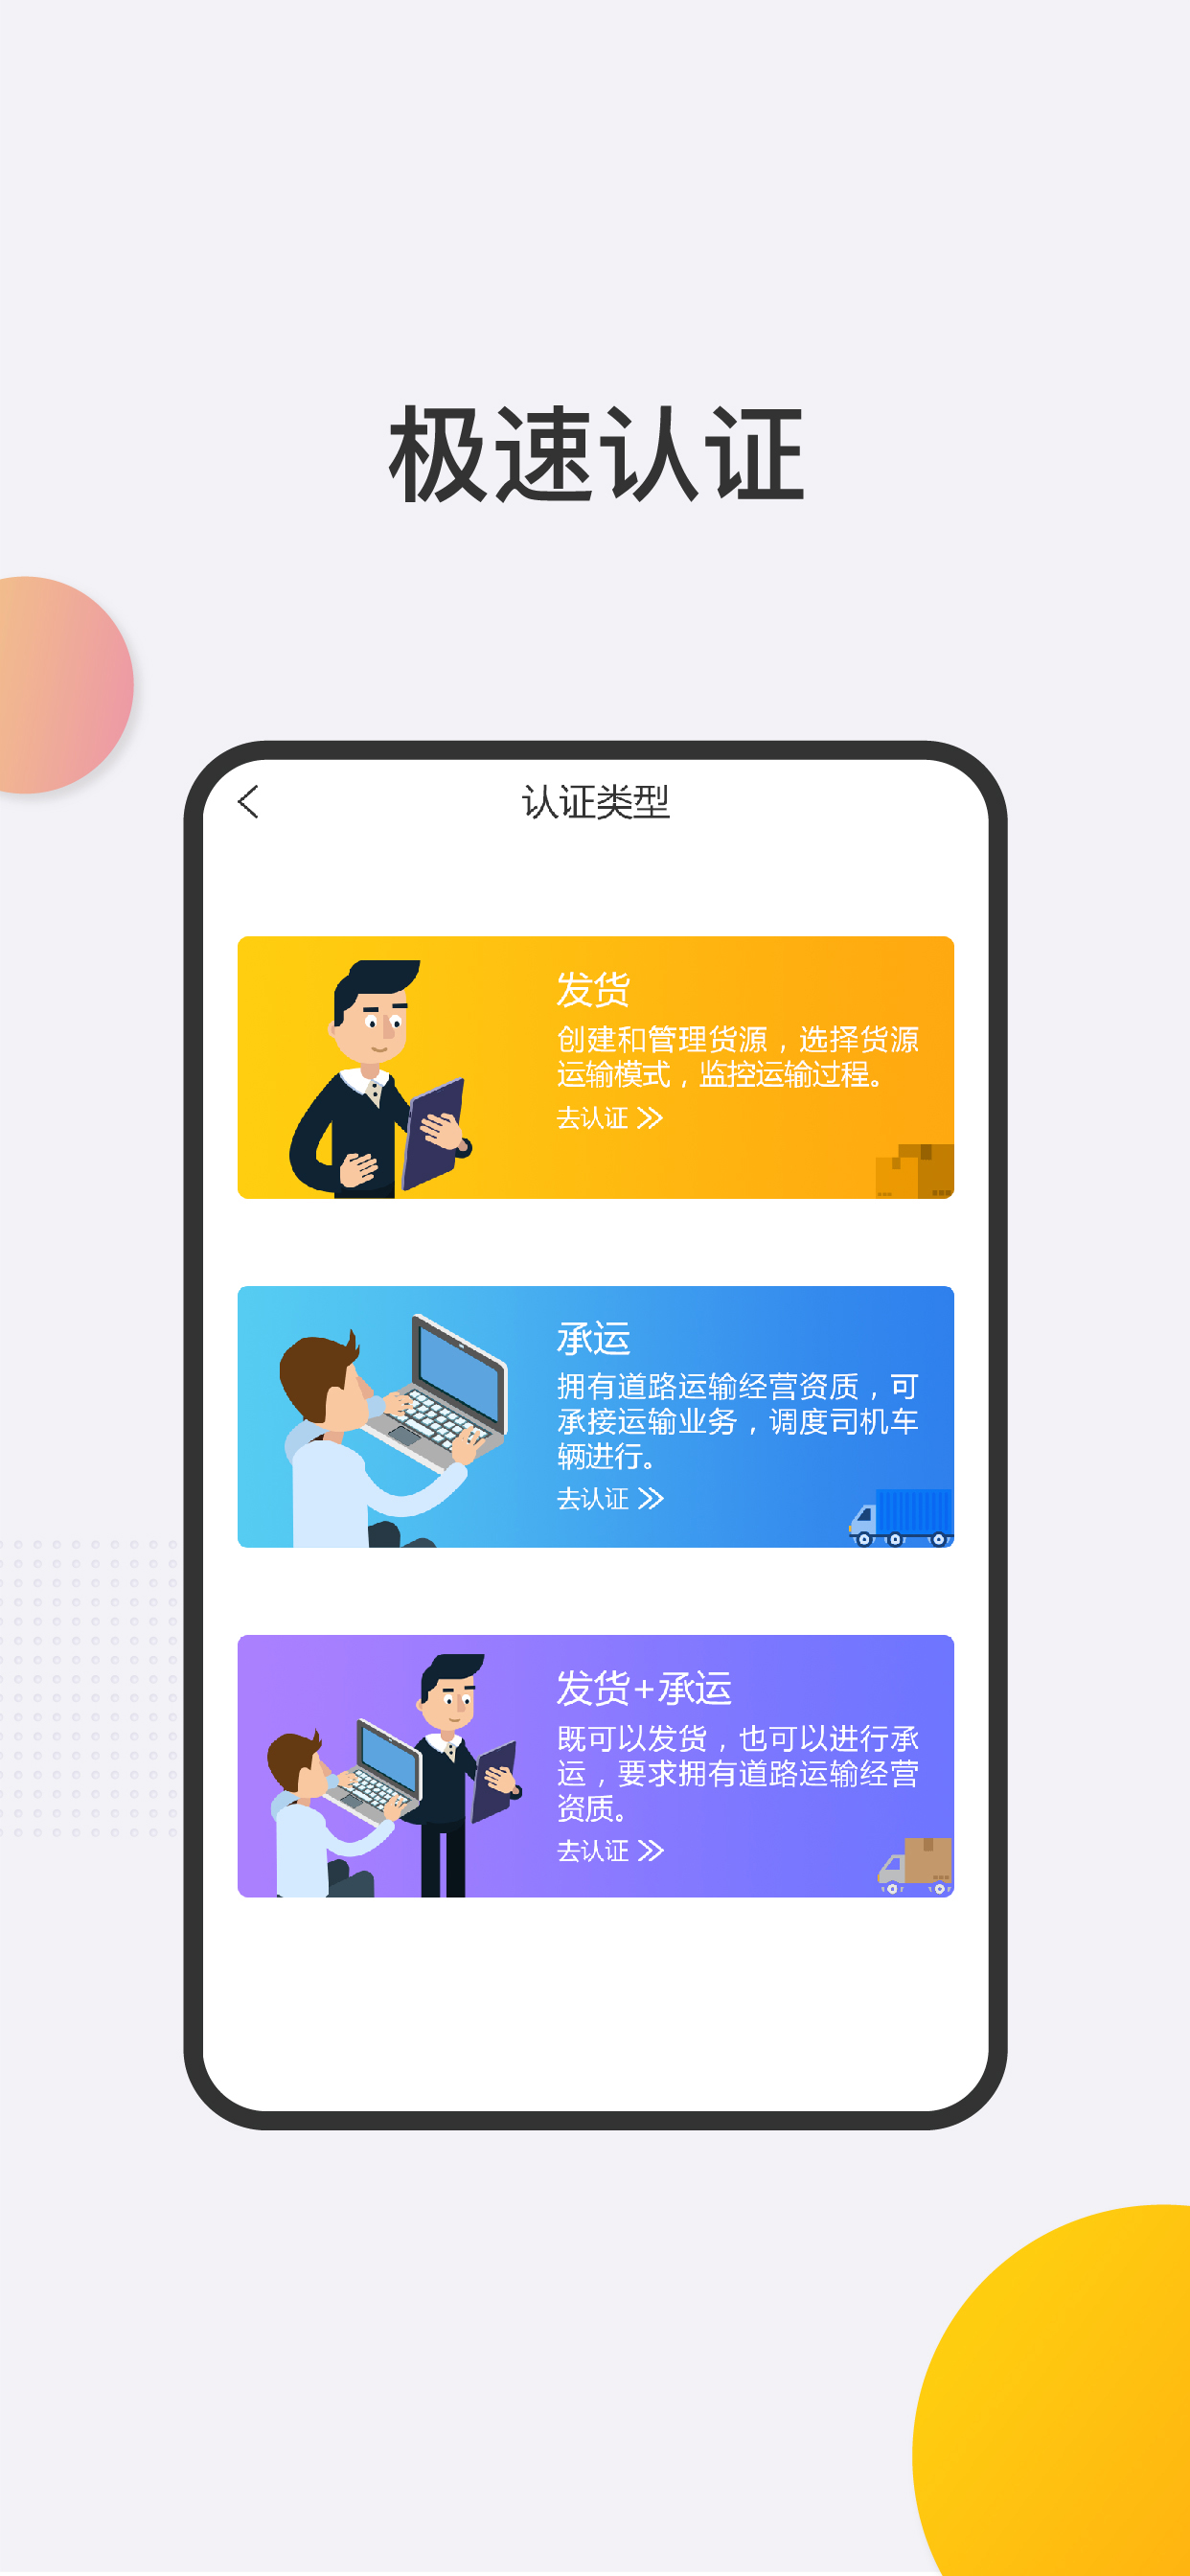 极速认证
认证类型
发货
创建和管理货源，选择货源
运输模式，监控运输过程。
去认证
承运
拥有道路运输经营资质，可
承接运输业务，调度司机车
辆进行。
去认证
发货+承运
既可以发货，也可以进行承
运，要求拥有道路运输经营
资质。
去认证